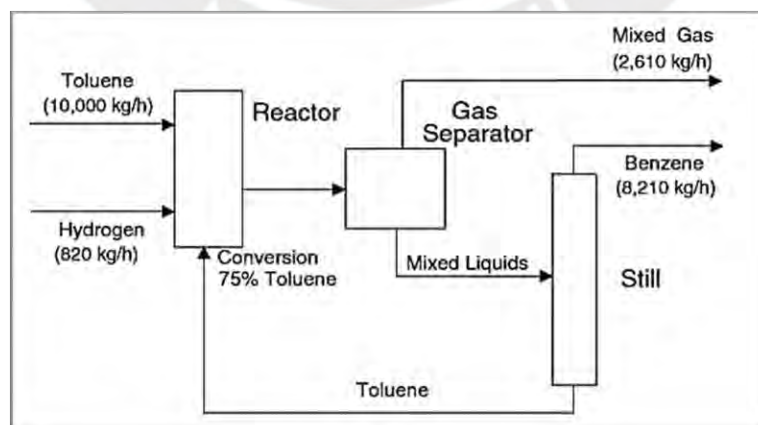 Mixed Gas
(2,610 kg/h)
Toluene
(10,000 kg/h)
Reactor
Gas
Separator
Benzene
(8,210 kg/h)
Hydrogen
(820 kg/h)
Conversion
75% Toluene
Mixed Liquids
Still
Toluene